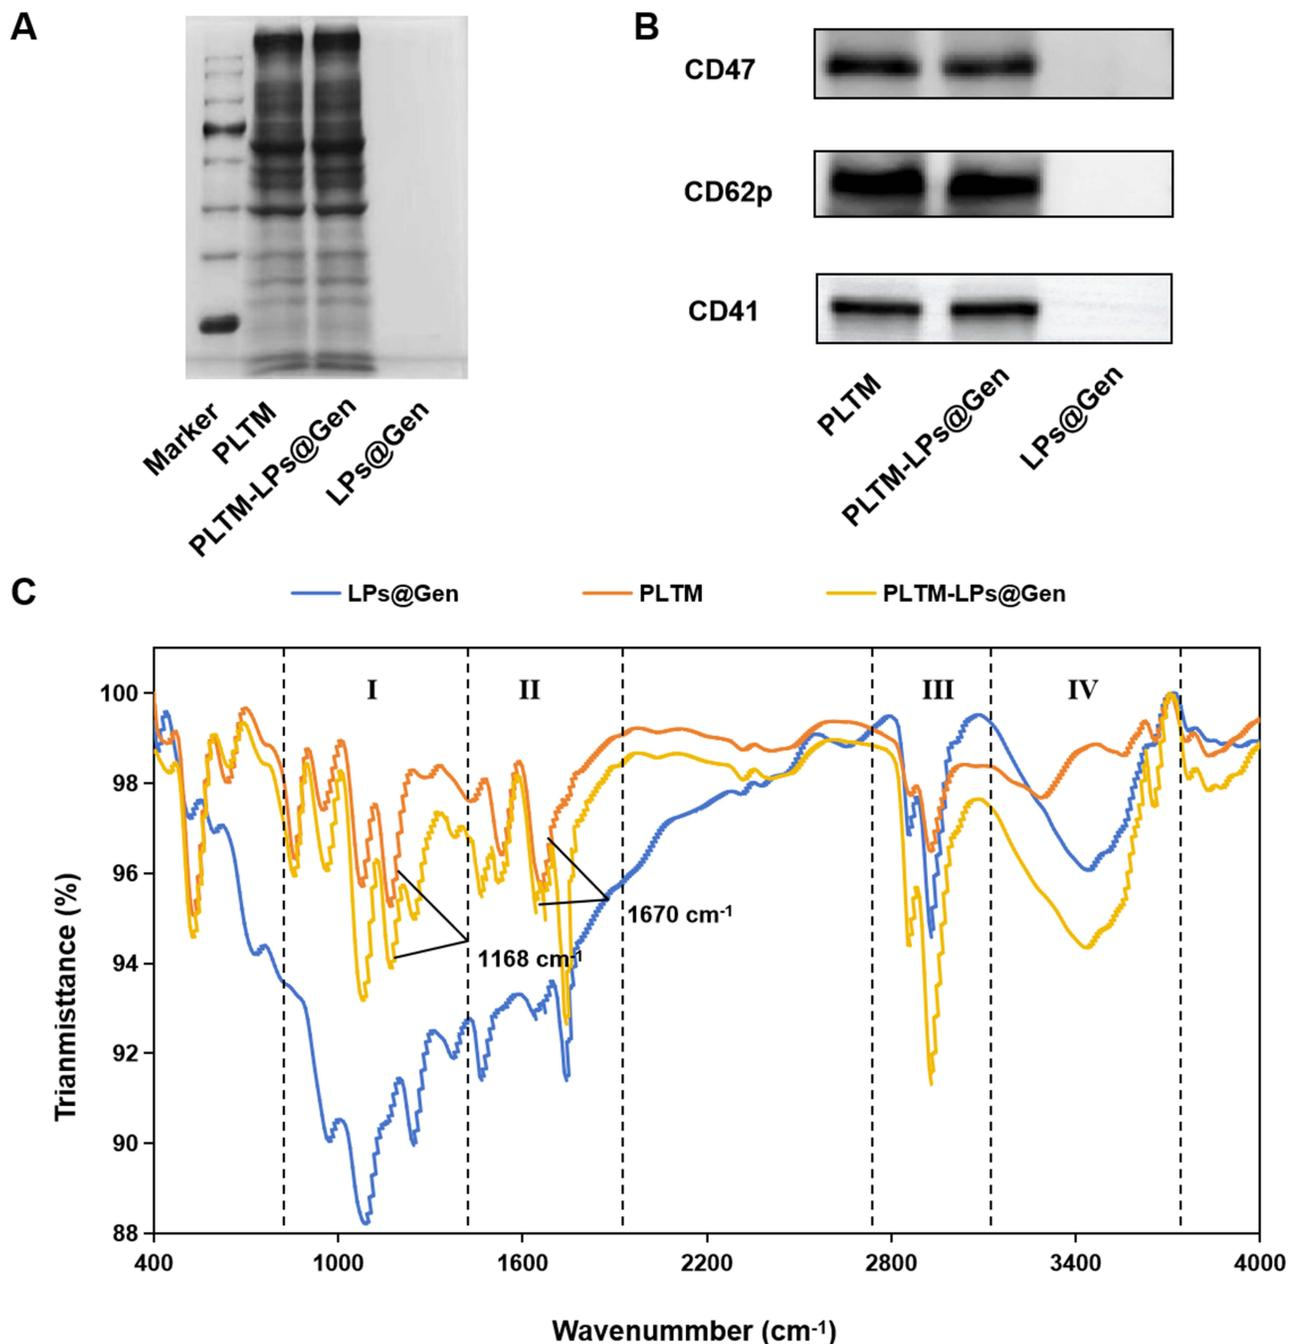 A
B
CD47
CD62p
CD41
Marker
PLTM
PLTM-LPs@Gen
LPs@Gen
PLTM
PLTM-LPs@Gen
LPs@Gen
C
LPs@Gen
PLTM
PLTM-LPs@Gen
I
II
III
IV
100
98
96
94
92
90
88
1670 cm-1
1168 cm-1
Trianmisttance (%)
400
1000
1600
2200
2800
3400
4000
Wavenummber (cm-1)